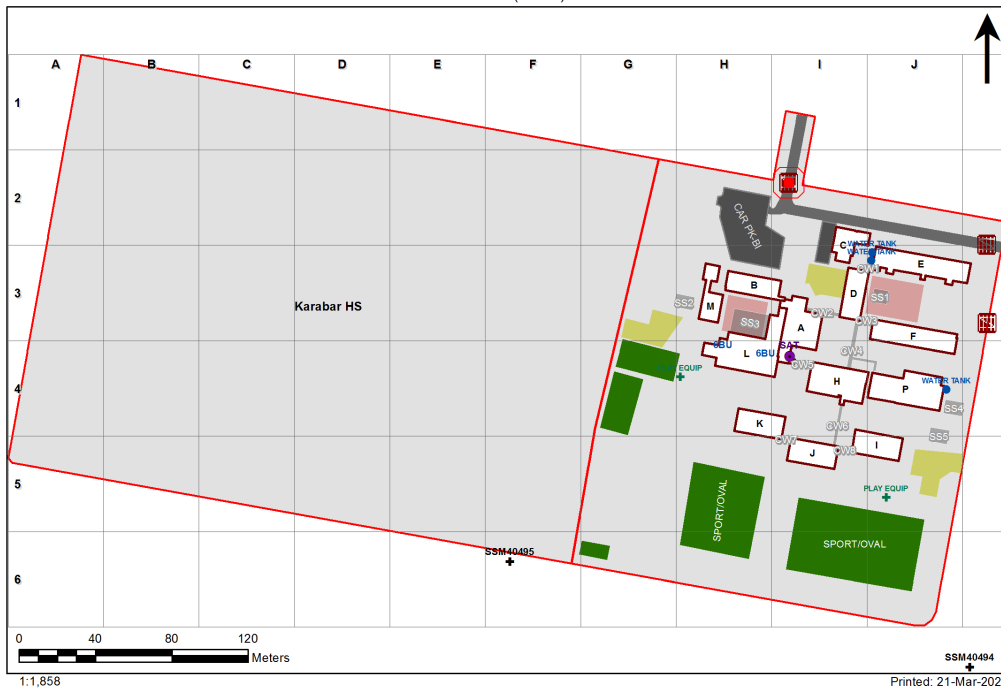 A B C D E F G H I J
1
2
CAR PK-BI
C
WATER TANK
WATER TANK
CW1
E
3
Karabar HS
B
D
SS1
SS2
M
SS3
CW2
A
CW3
F
6BU
L
6BU
SAT
CW4
CW5
4
EQUIP
H
P
WATER TANK
SS4
K
CW6
SS5
CW7
J
CW8
I
5
SPORT/OVAL
PLAY EQUIP
SPORT/OVAL
6
SSM40495
0 40 80 120
Meters
SSM40494
1:1,858
Printed: 21-Mar-202